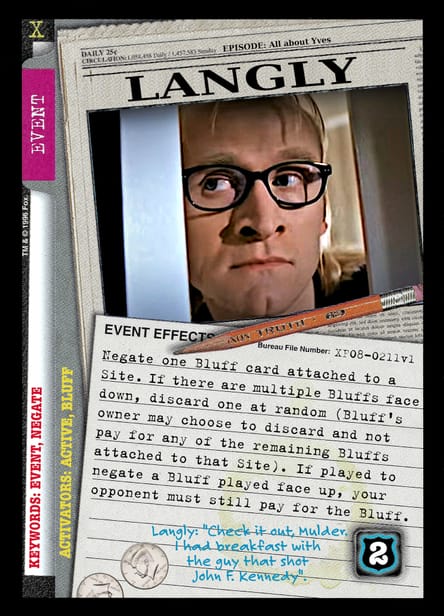 X
EVENT
TM & © 1996 Fox.
KEYWORDS: EVENT, NEGATE
ACTIVATORS: ACTIVE, BLUFF
DAILY 25¢
EPISODE: All about Yves
LANGLY
EVENT EFFECTS
Bureau File Number: XF08-0211v1
Negate one Bluff card attached to a
Site. If there are multiple Bluffs face
down, discard one at random (Bluff's
owner may choose to discard and not
pay for any of the remaining Bluffs
attached to that Site). If played to
negate a Bluff played face up, your
opponent must still pay for the Bluff.
Langly: "Check it out, Mulder.
I had breakfast with
the guy that shot
John F. Kennedy".
2